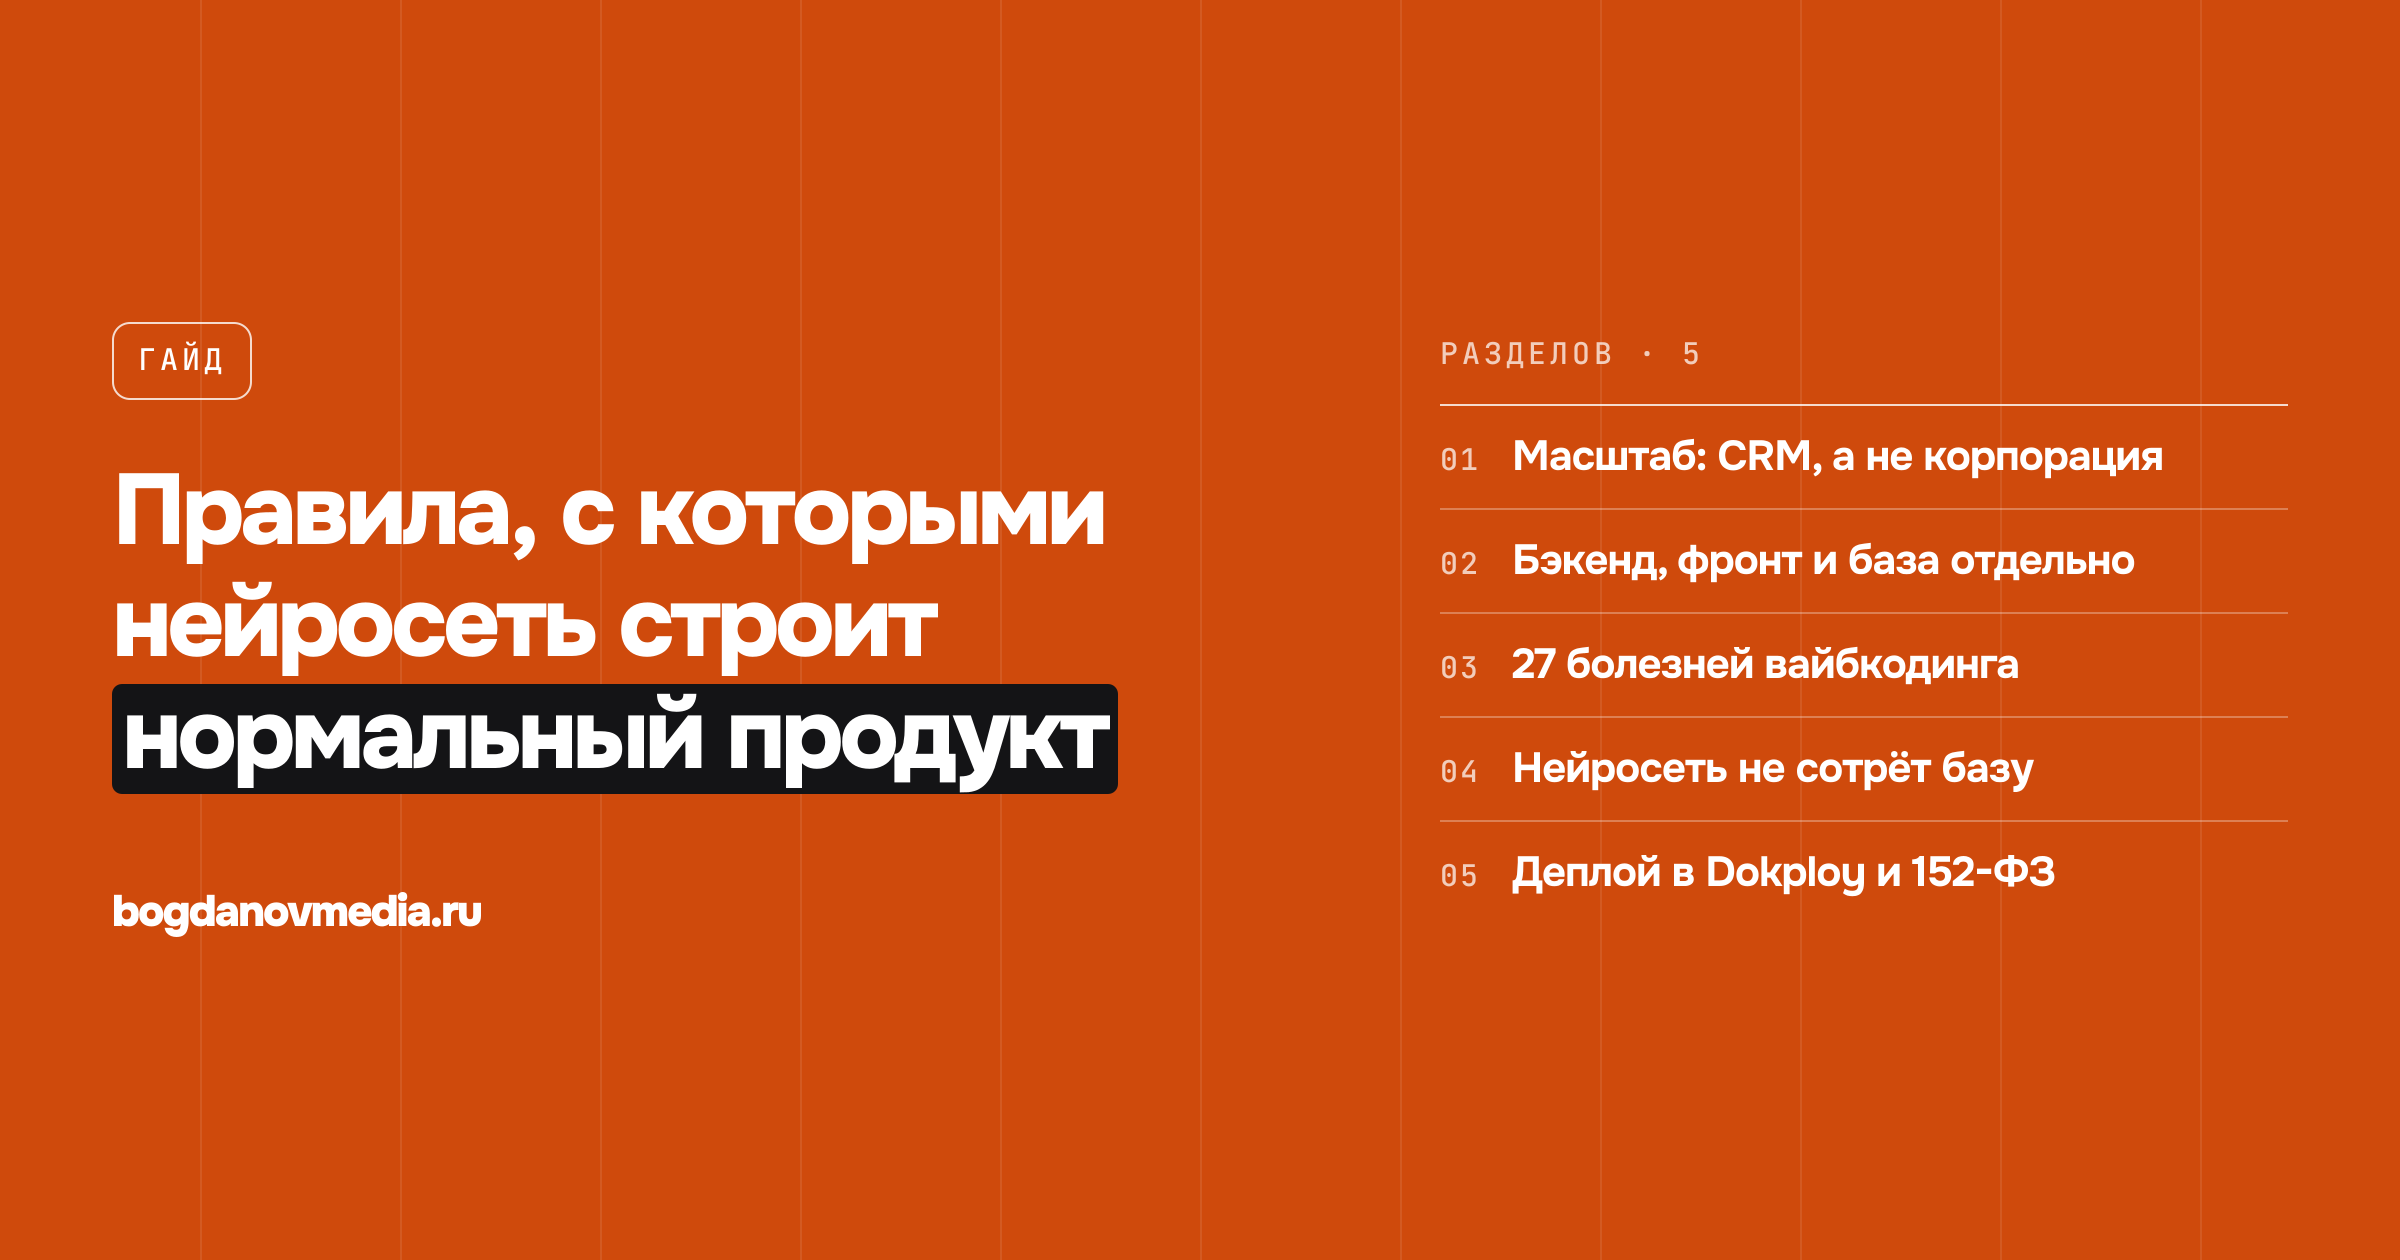 ГАЙД
Правила, с которыми
нейросеть строит
нормальный продукт
bogdanovmedia.ru
РАЗДЕЛОВ · 5
01 Масштаб: CRM, а не корпорация
02 Бэкенд, фронт и база отдельно
03 27 болезней вайбкодинга
04 Нейросеть не сотрёт базу
05 Деплой в Dokploy и 152-ФЗ